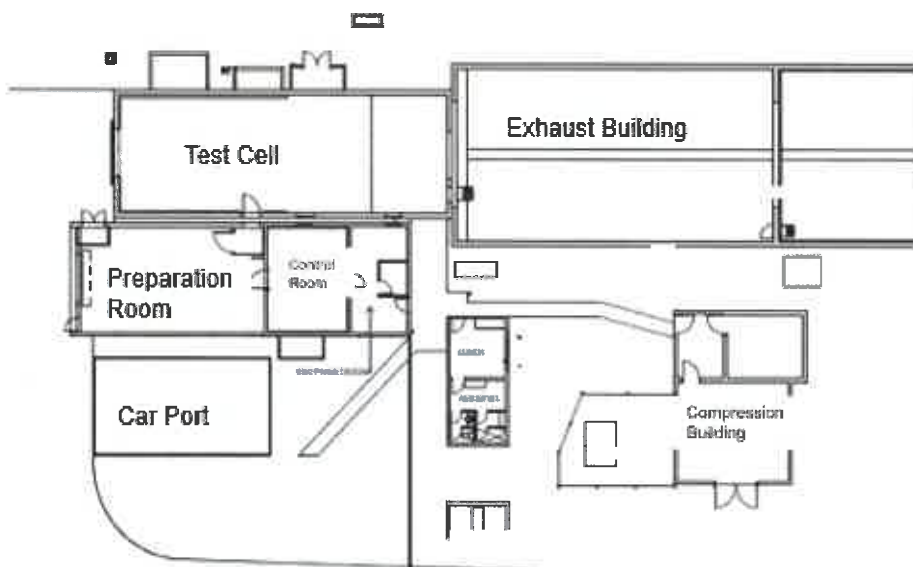 Exhaust Building
Test Cell
Control
Room
Preparation
Room
Car Port
Compression
Building